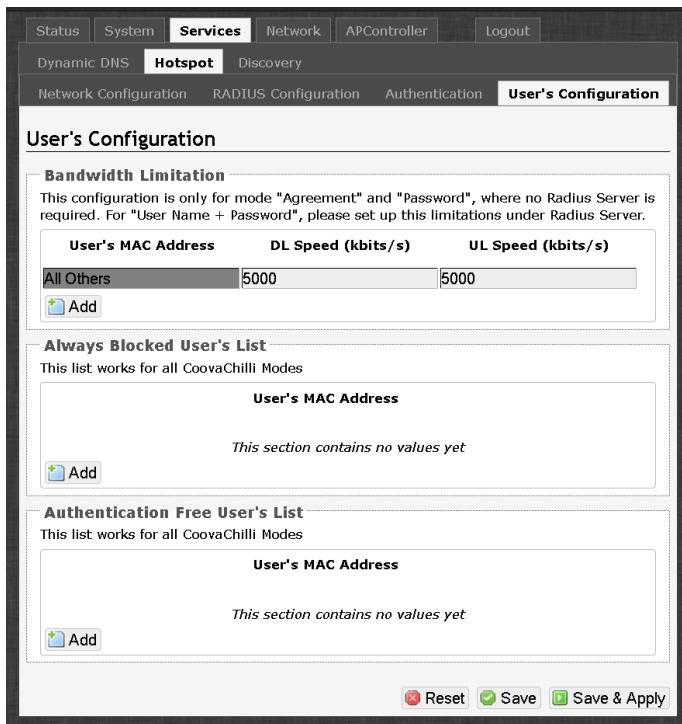 Status System Services Network APController Logout
Dynamic DNS Hotspot Discovery
Network Configuration RADIUS Configuration Authentication User's Configuration
User's Configuration
Bandwidth Limitation
This configuration is only for mode "Agreement" and "Password", where no Radius Server is
required. For "User Name + Password", please set up this limitations under Radius Server.
User's MAC Address DL Speed (kbits/s) UL Speed (kbits/s)
All Others 5000 5000
Add
Always Blocked User's List
This list works for all CoovaChilli Modes
User's MAC Address
This section contains no values yet
Add
Authentication Free User's List
This list works for all CoovaChilli Modes
User's MAC Address
This section contains no values yet
Add
Reset Save Save & Apply